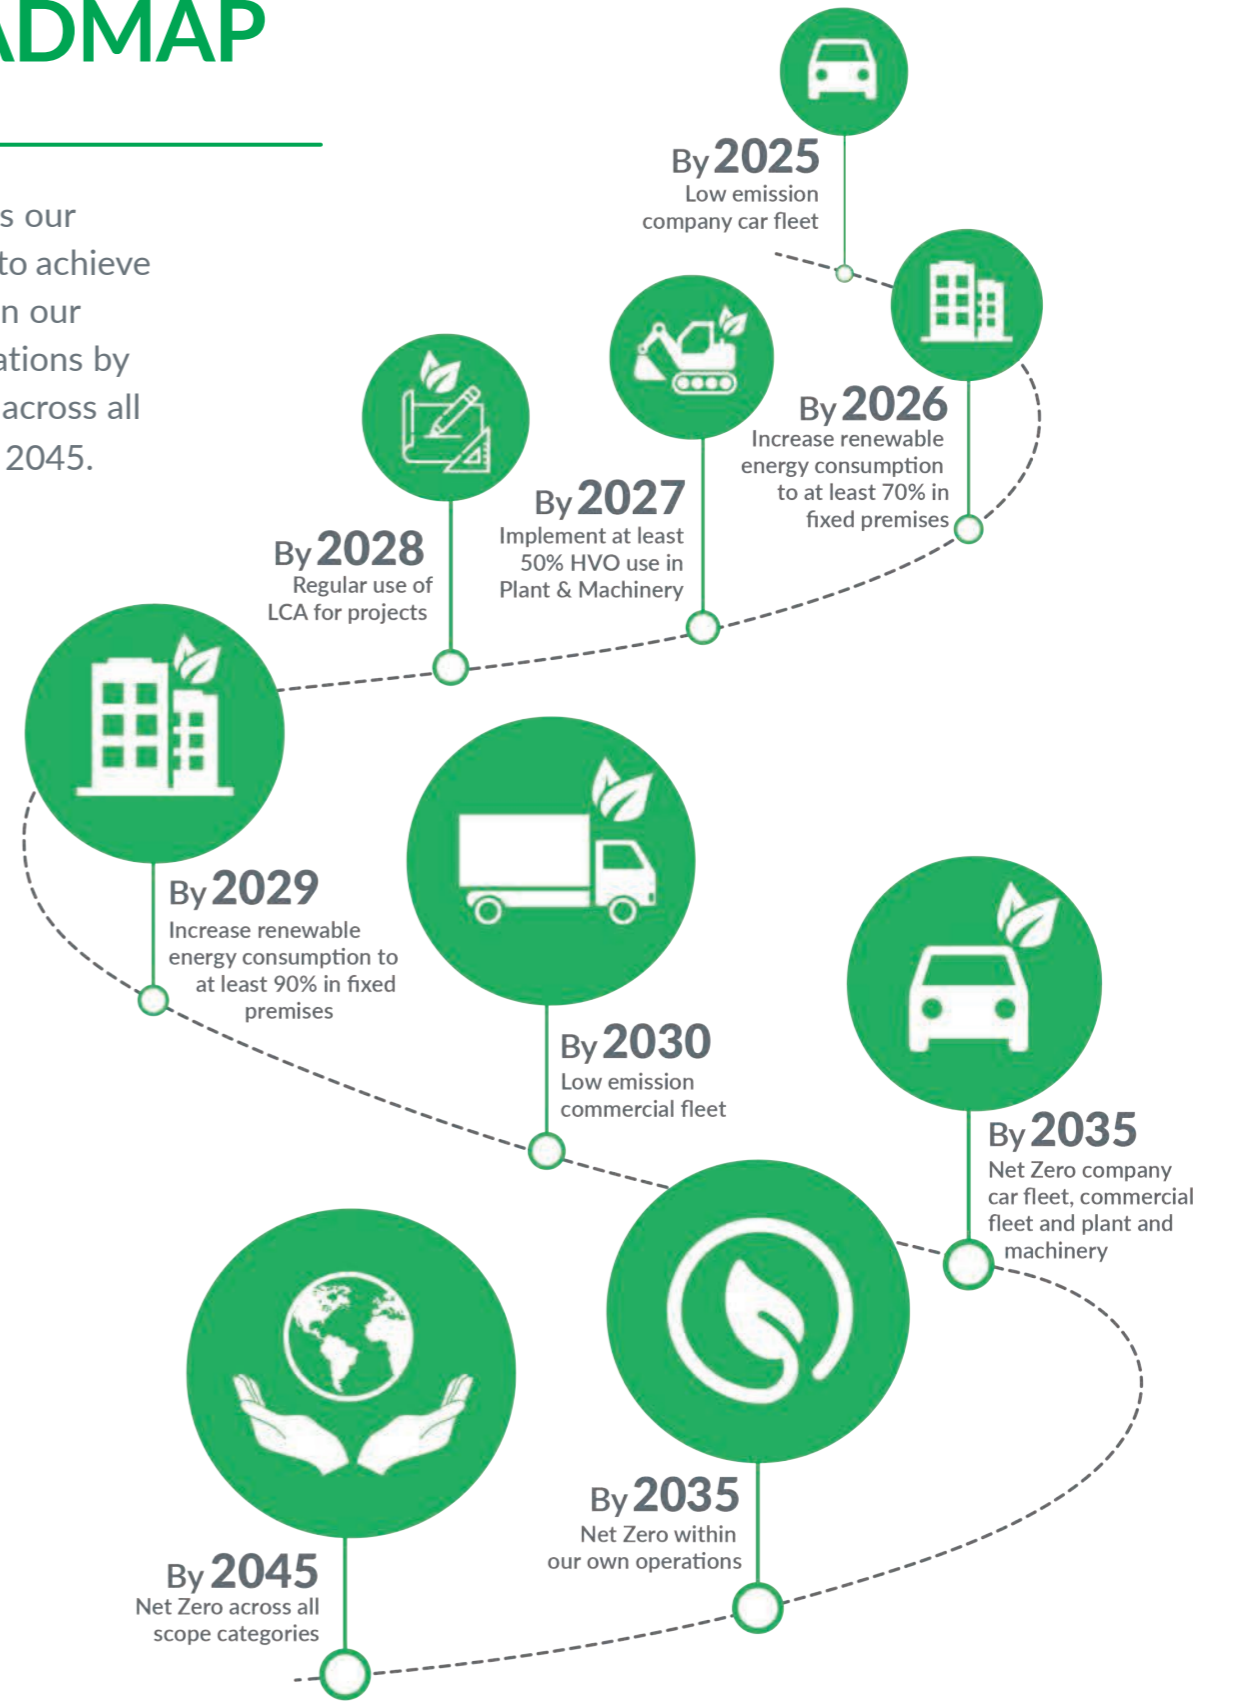 ADMAP
s our
to achieve
n our
ations by
across all
2045.
By 2025
Low emission
company car fleet
By 2026
Increase renewable
energy consumption
to at least 70% in
fixed premises
By 2027
Implement at least
50% HVO use in
Plant & Machinery
By 2028
Regular use of
LCA for projects
By 2029
Increase renewable
energy consumption to
at least 90% in fixed
premises
By 2030
Low emission
commercial fleet
By 2035
Net Zero company
car fleet, commercial
fleet and plant and
machinery
By 2035
Net Zero within
our own operations
By 2045
Net Zero across all
scope categories